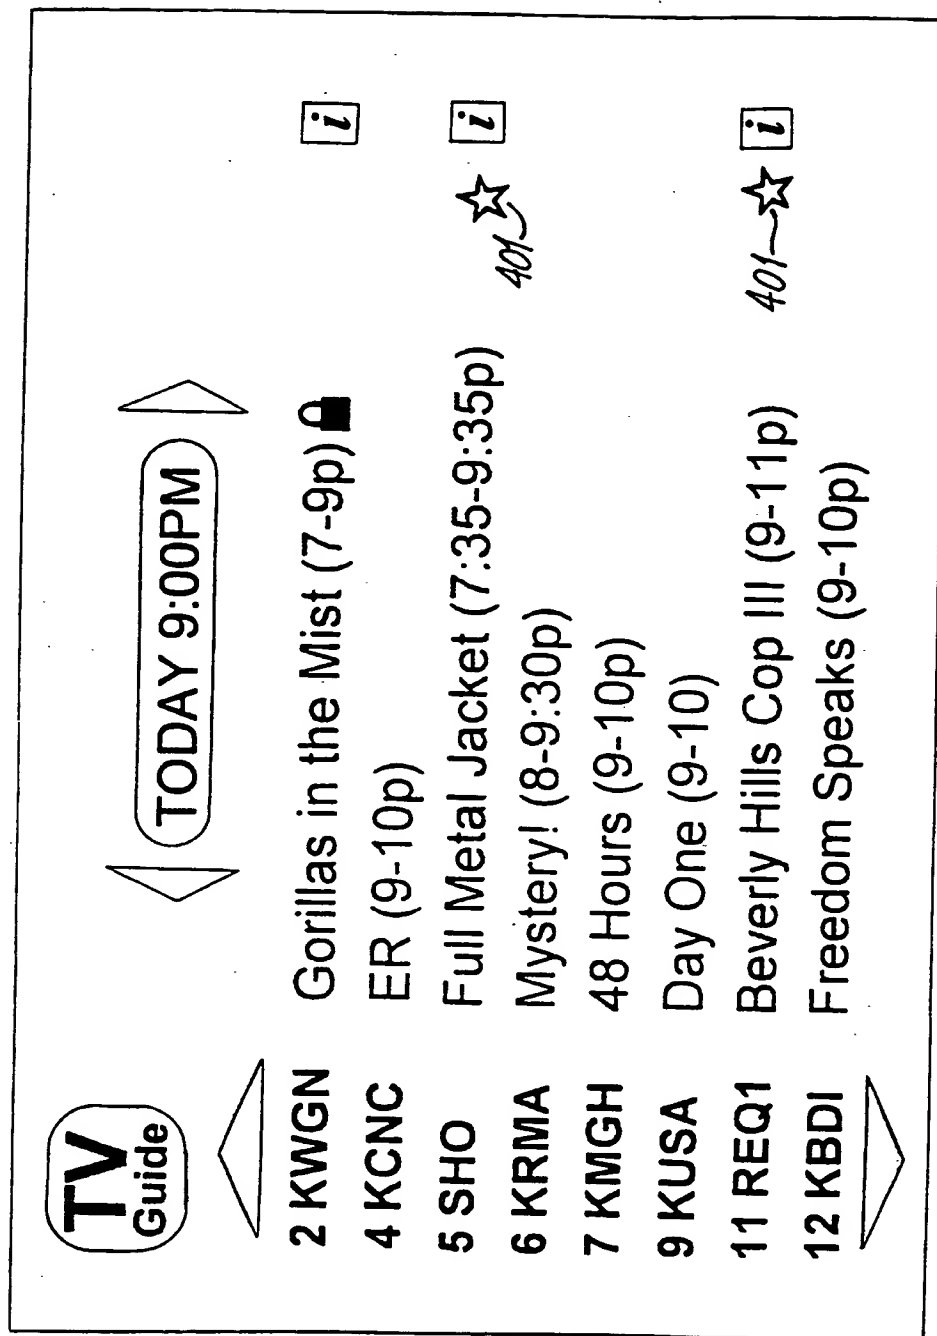 TV
Guide
TODAY 9:00PM
2 KWGN Gorillas in the Mist (7-9p) i
4 KCNC ER (9-10p)
5 SHO Full Metal Jacket (7:35-9:35p) 401 i
6 KRMA Mystery! (8-9:30p)
7 KMGH 48 Hours (9-10p)
9 KUSA Day One (9-10)
11 REQ1 Beverly Hills Cop III (9-11p) 401 i
12 KBDI Freedom Speaks (9-10p)